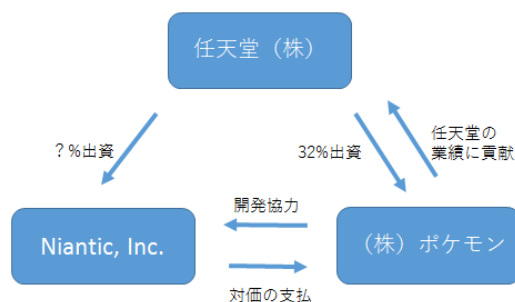 任天堂（株）
？%出資
32%出資
任天堂の
業績に貢献
開発協力
Niantic, Inc.
（株）ポケモン
対価の支払